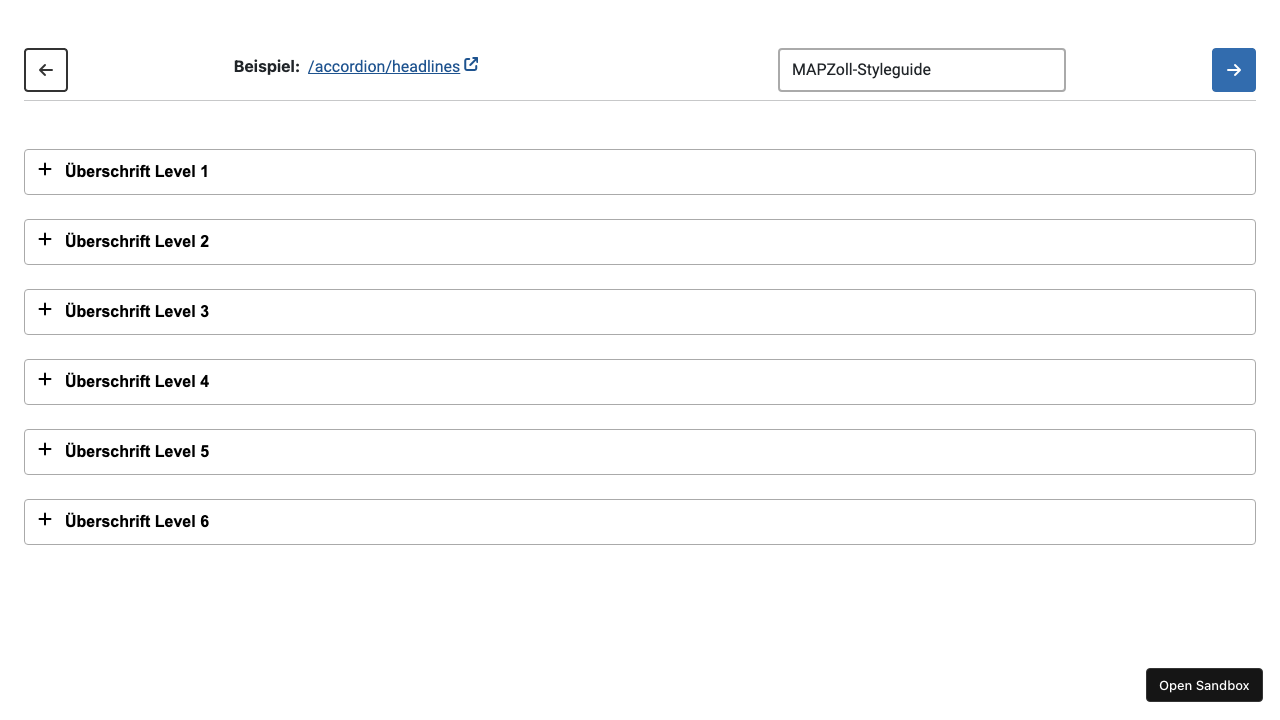 Beispiel: /accordion/headlines
MAPZoll-Styleguide
Überschrift Level 1
Überschrift Level 2
Überschrift Level 3
Überschrift Level 4
Überschrift Level 5
Überschrift Level 6
Open Sandbox